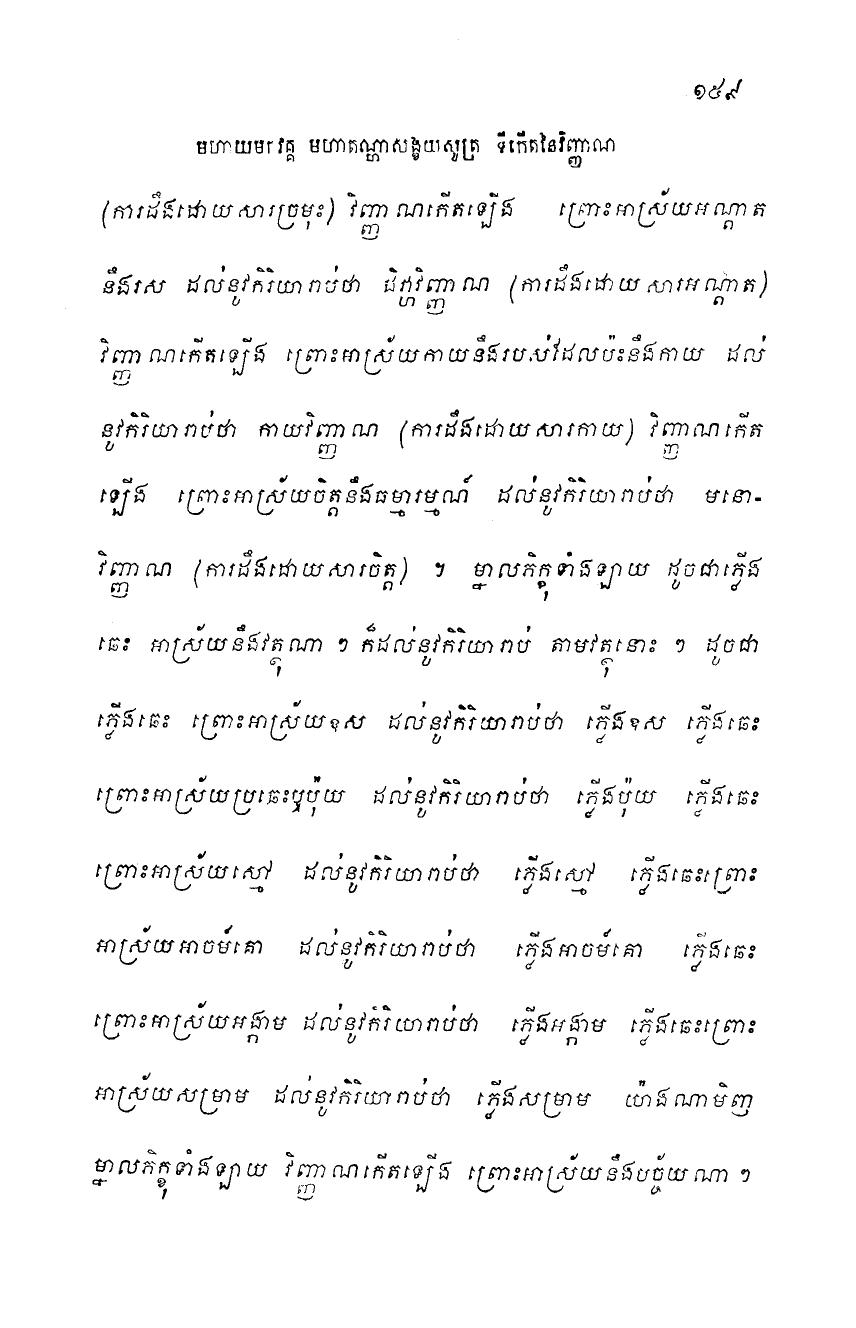 ១៥៩
មហាយមកវគ្គ មហាតណ្ហាសង្ខយសូត្រ ទីកើតនៃវិញ្ញាណ
(ការដឹងដោយសារច្រមុះ) វិញ្ញាណកើតឡើង ព្រោះអាស្រ័យអណ្តាត
នឹងរស ដល់នូវកិរិយារាប់ថា ជិវ្ហាវិញ្ញាណ (ការដឹងដោយសារអណ្តាត)
វិញ្ញាណកើតឡើង ព្រោះអាស្រ័យកាយនឹងរបស់ដែលប៉ះនឹងកាយ ដល់
នូវកិរិយារាប់ថា កាយវិញ្ញាណ (ការដឹងដោយសារកាយ) វិញ្ញាណកើត
ឡើង ព្រោះអាស្រ័យចិត្តនឹងធម្មារម្មណ៍ ដល់នូវកិរិយារាប់ថា មនោ-
វិញ្ញាណ (ការដឹងដោយសារចិត្ត) ។ ម្នាលភិក្ខុទាំងឡាយ ដូចជាភ្លើង
ឆេះ អាស្រ័យនឹងវត្ថុណា ៗ ក៏ដល់នូវកិរិយារាប់ តាមវត្ថុនោះ ៗ ដូចជា
ភ្លើងឆេះ ព្រោះអាស្រ័យឧស ដល់នូវកិរិយារាប់ថា ភ្លើងឧស ភ្លើងឆេះ
ព្រោះអាស្រ័យប្រឆេះឬប៉ុយ ដល់នូវកិរិយារាប់ថា ភ្លើងប៉ុយ ភ្លើងឆេះ
ព្រោះអាស្រ័យស្មៅ ដល់នូវកិរិយារាប់ថា ភ្លើងស្មៅ ភ្លើងឆេះព្រោះ
អាស្រ័យអាចម៍គោ ដល់នូវកិរិយារាប់ថា ភ្លើងអាចម៍គោ ភ្លើងឆេះ
ព្រោះអាស្រ័យអង្កាម ដល់នូវកិរិយារាប់ថា ភ្លើងអង្កាម ភ្លើងឆេះព្រោះ
អាស្រ័យសម្រាម ដល់នូវកិរិយារាប់ថា ភ្លើងសម្រាម យ៉ាងណាមិញ
ម្នាលភិក្ខុទាំងឡាយ វិញ្ញាណកើតឡើង ព្រោះអាស្រ័យនឹងបច្ច័យណា ៗ